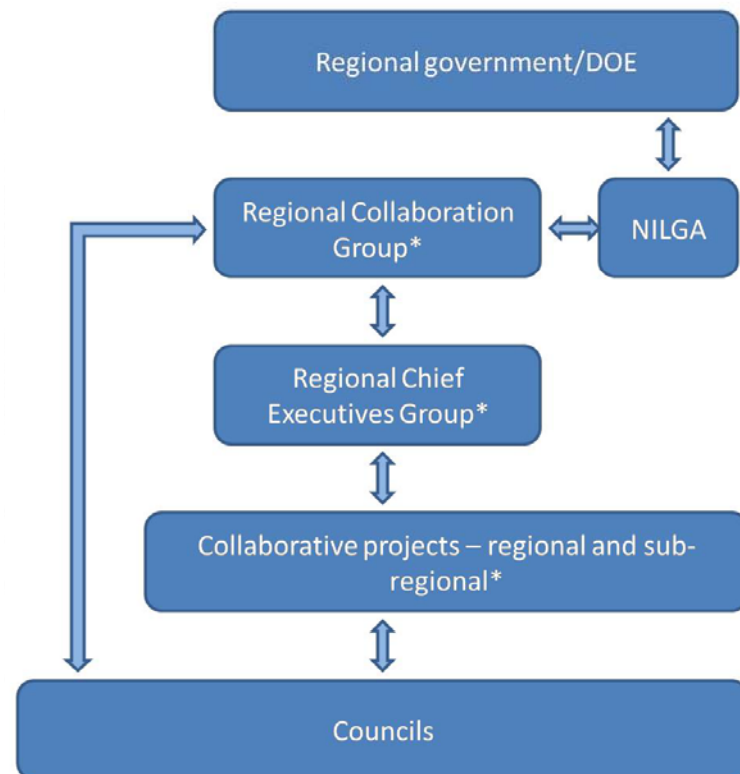 Regional government/DOE
Regional Collaboration
Group*
NILGA
Regional Chief
Executives Group*
Collaborative projects – regional and sub-
regional*
Councils